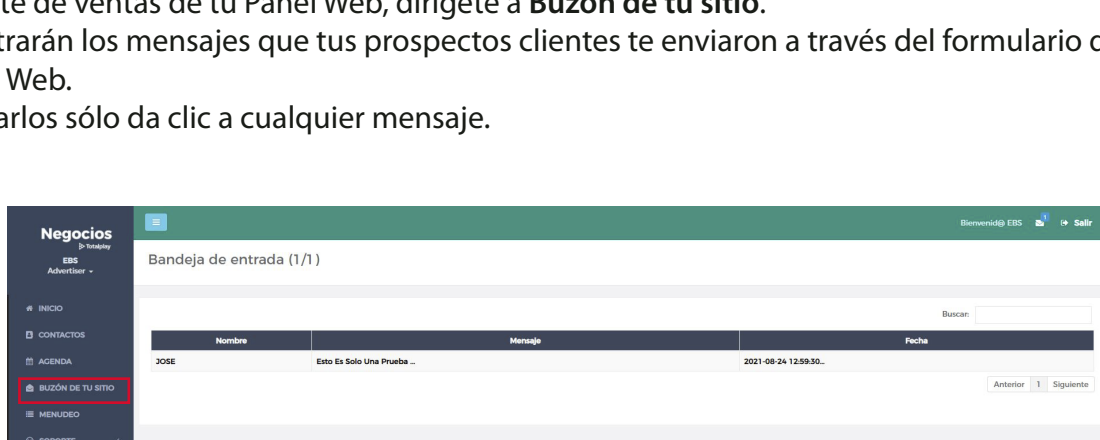 te de ventas de tu Panel Web, dirígete a Buzón de tu sitio.
trarán los mensajes que tus prospectos clientes te enviaron a través del formulario
Web.
arlos sólo da clic a cualquier mensaje.
Negocios
Totalplay
EBS
Advertiser
Bienvenid@ EBS 1 Salir
Bandeja de entrada (1/1)
INICIO
CONTACTOS
AGENDA
BUZÓN DE TU SITIO
MENUDEO
SOPORTE
Buscar:
Nombre Mensaje Fecha
JOSE Esto Es Solo Una Prueba ... 2021-08-24 12:59:30...
Anterior 1 Siguiente